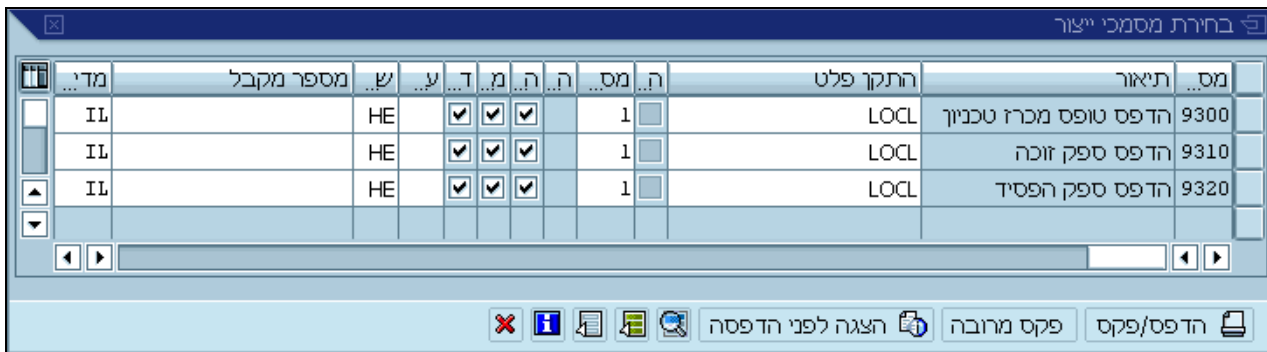 בחירת מסמכי ייצור
מס... תיאור התקן פלט ה... מס... ה... ה... מ... ד... ע... ש... מספר מקבל מדי...
9300 הדפס טופס מכרז טכניון LOCL 1 HE IL
9310 הדפס ספק זוכה LOCL 1 HE IL
9320 הדפס ספק הפסיד LOCL 1 HE IL
הדפס/פקס פקס מרובה הצגה לפני הדפסה